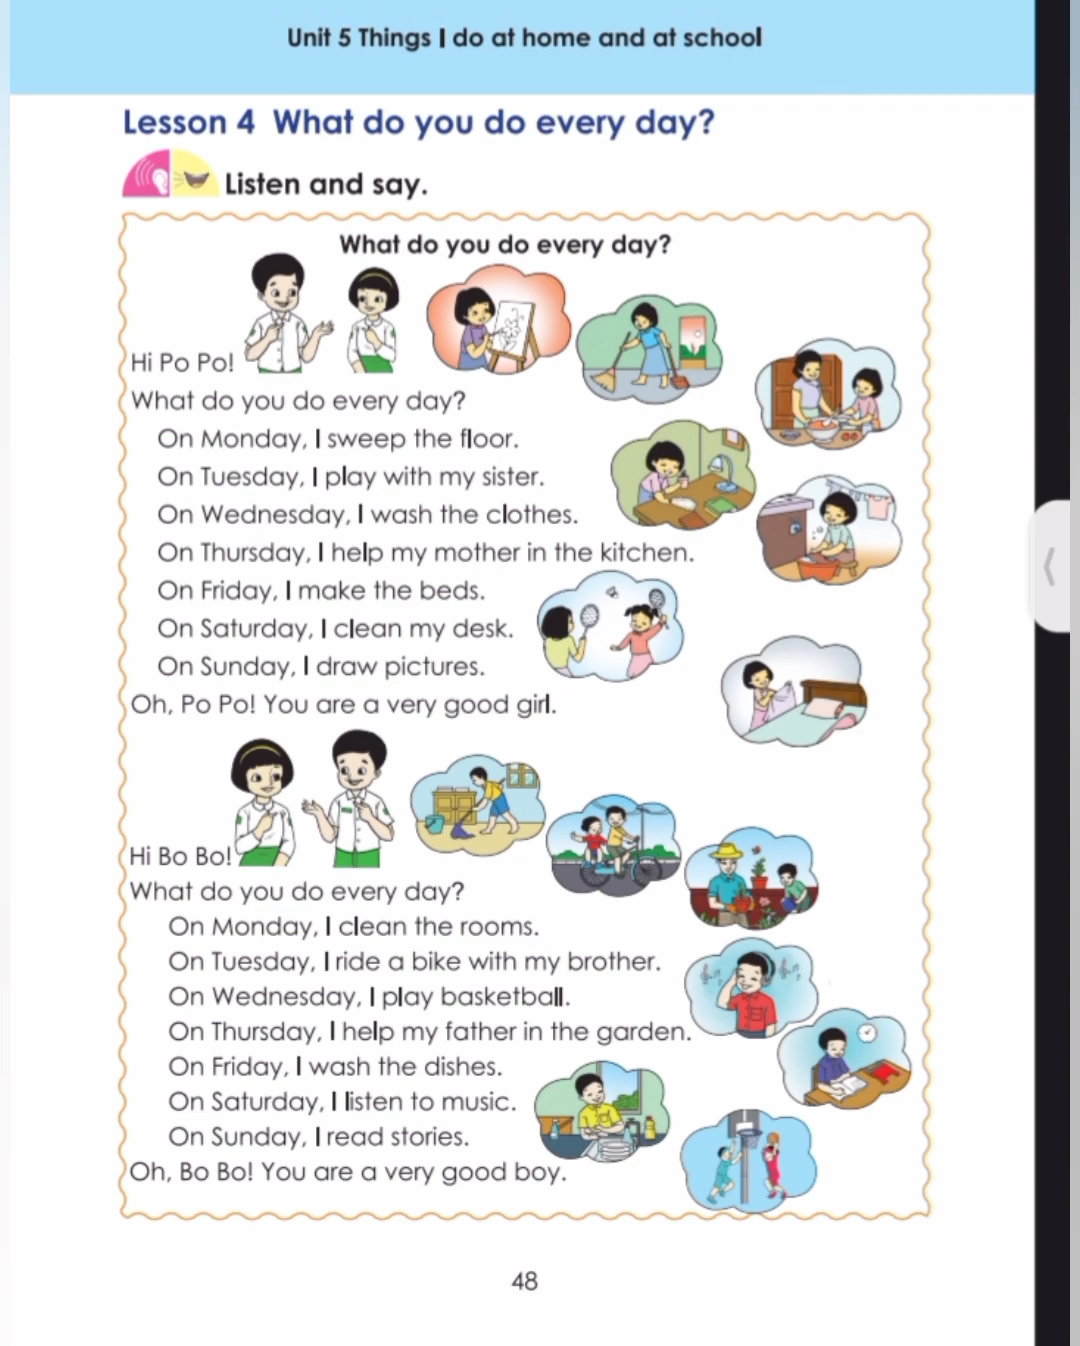 Unit 5 Things I do at home and at school
Lesson 4 What do you do every day?
Listen and say.
What do you do every day?
Hi Po Po!
What do you do every day?
On Monday, I sweep the floor.
On Tuesday, I play with my sister.
On Wednesday, I wash the clothes.
On Thursday, I help my mother in the kitchen.
On Friday, I make the beds.
On Saturday, I clean my desk.
On Sunday, I draw pictures.
Oh, Po Po! You are a very good girl.
Hi Bo Bo!
What do you do every day?
On Monday, I clean the rooms.
On Tuesday, I ride a bike with my brother.
On Wednesday, I play basketball.
On Thursday, I help my father in the garden.
On Friday, I wash the dishes.
On Saturday, I listen to music.
On Sunday, I read stories.
Oh, Bo Bo! You are a very good boy.
48